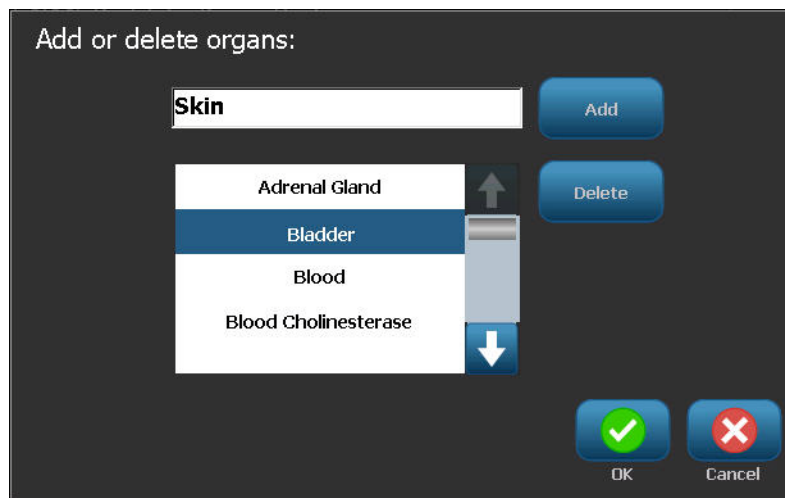 Add or delete organs:
Skin
Add
Adrenal Gland
Delete
Bladder
Blood
Blood Cholinesterase
OK
Cancel